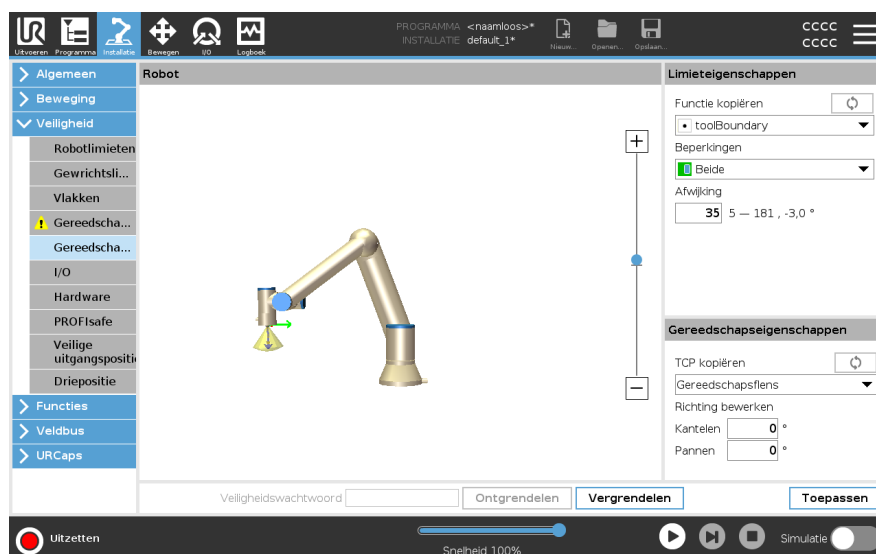 PROGRAMMA <naamloos>*
INSTALLATIE default_1*
cccc
cccc
Uitvoeren Programma Installatie Bewegen I/O Logboek Nieuw... Openen... Opslaan...
Algemeen
Beweging
Veiligheid
Robotlimieten
Gewrichtsli...
Vlakken
Gereedscha...
Gereedscha...
I/O
Hardware
PROFIsafe
Veilige
uitgangspositi
Driepositie
Functies
Veldbus
URCaps
Robot
Limieteigenschappen
Functie kopiëren
toolBoundary
Beperkingen
Beide
Afwijking
35 5 — 181 , -3,0 °
Gereedschapseigenschappen
TCP kopiëren
Gereedschapsflens
Richting bewerken
Kantelen 0 °
Pannen 0 °
Veiligheidswachtwoord Ontgrendelen Vergrendelen Toepassen
Uitzetten
Snelheid 100%
Simulatie